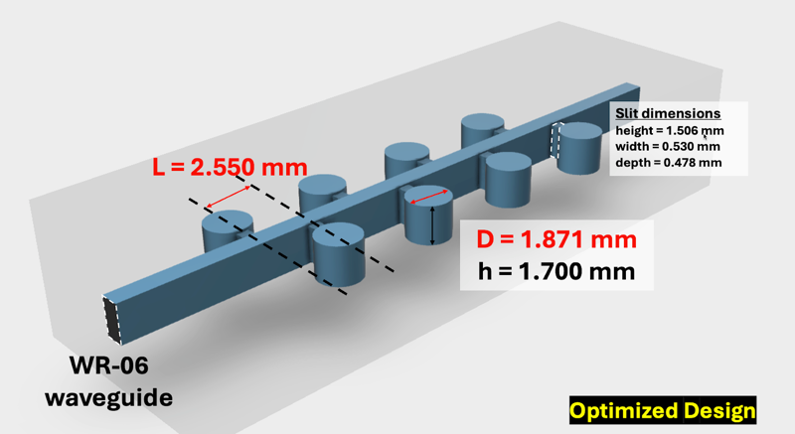 Slit dimensions
height = 1.506 mm
width = 0.530 mm
depth = 0.478 mm
L = 2.550 mm
D = 1.871 mm
h = 1.700 mm
WR-06
waveguide
Optimized Design